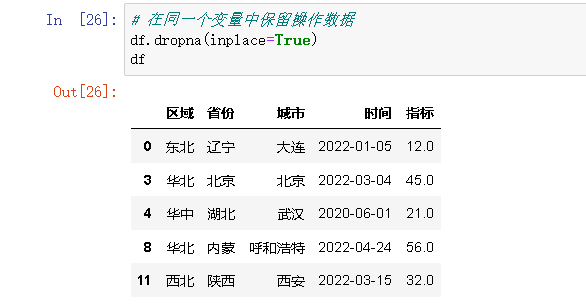 In [26]: # 在同一个变量中保留操作数据
df.dropna(inplace=True)
df
Out[26]:
区域 省份 城市 时间 指标
0 东北 辽宁 大连 2022-01-05 12.0
3 华北 北京 北京 2022-03-04 45.0
4 华中 湖北 武汉 2020-06-01 21.0
8 华北 内蒙 呼和浩特 2022-04-24 56.0
11 西北 陕西 西安 2022-03-15 32.0